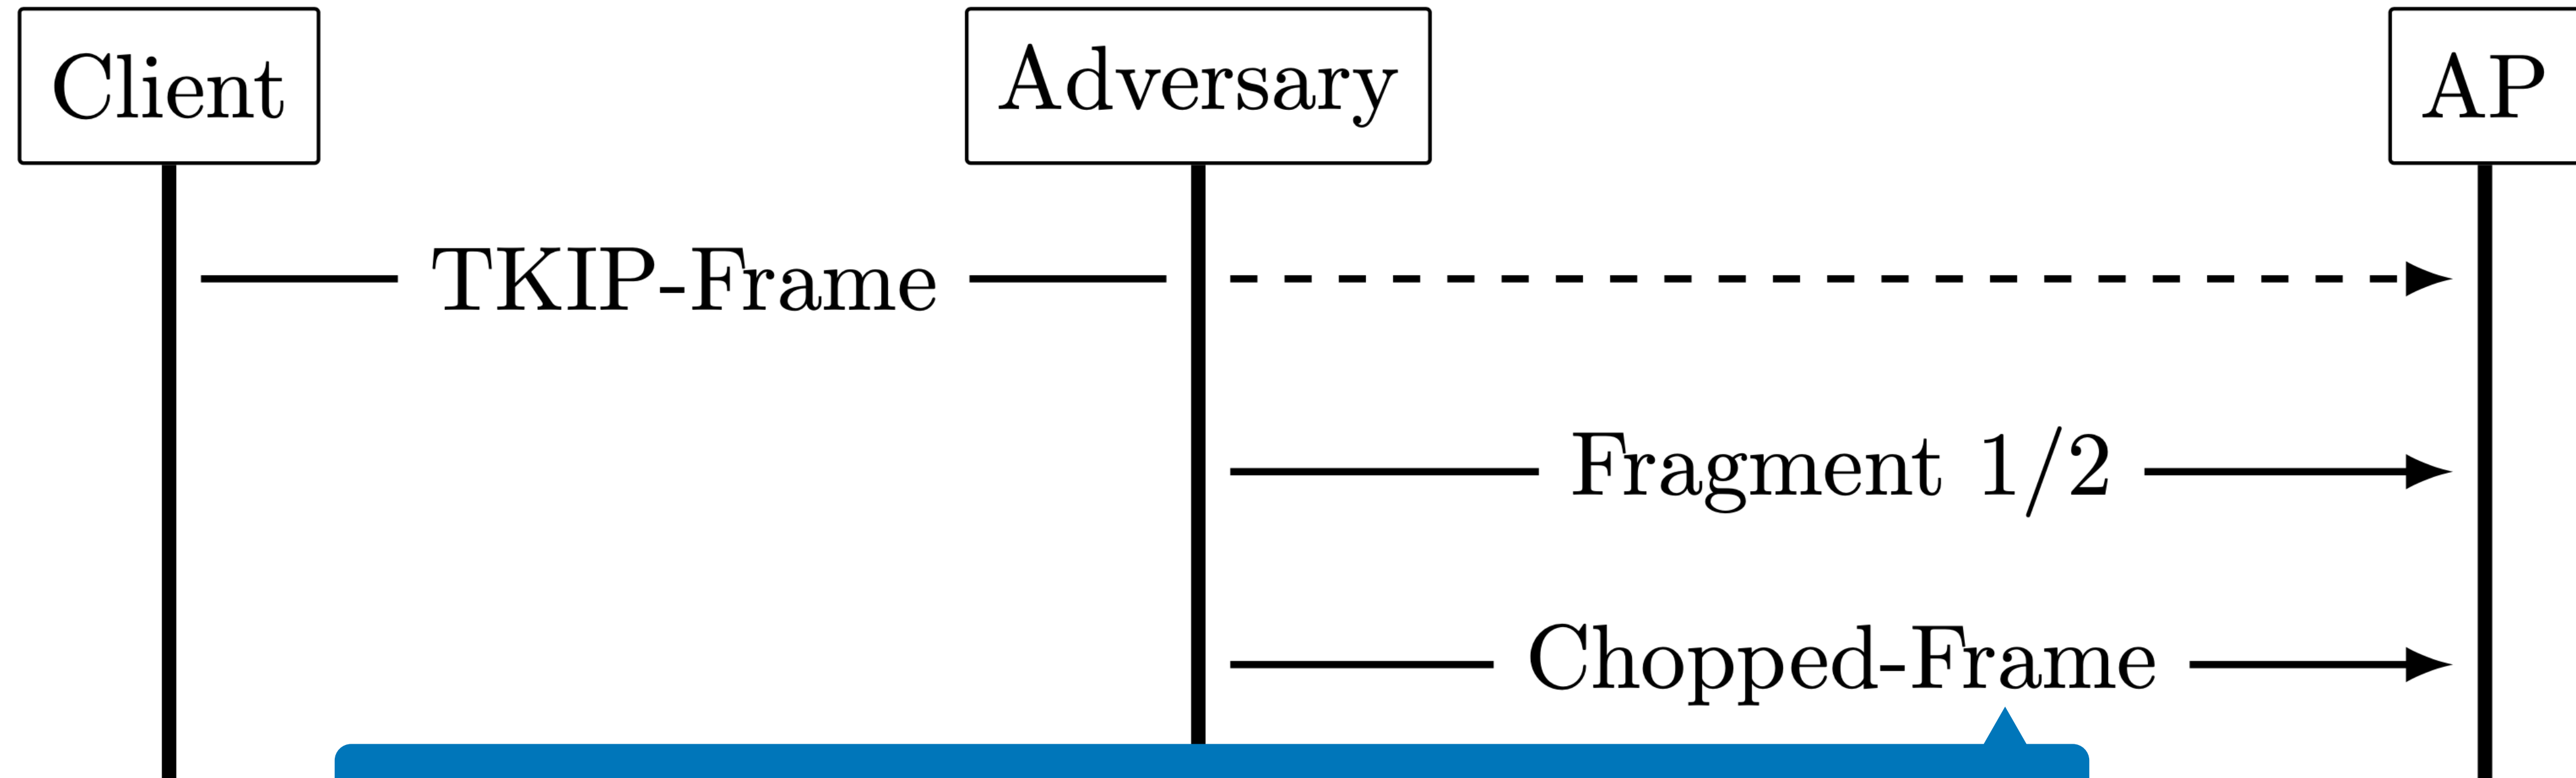 Client
Adversary
AP
TKIP-Frame
Fragment 1/2
Chopped-Frame